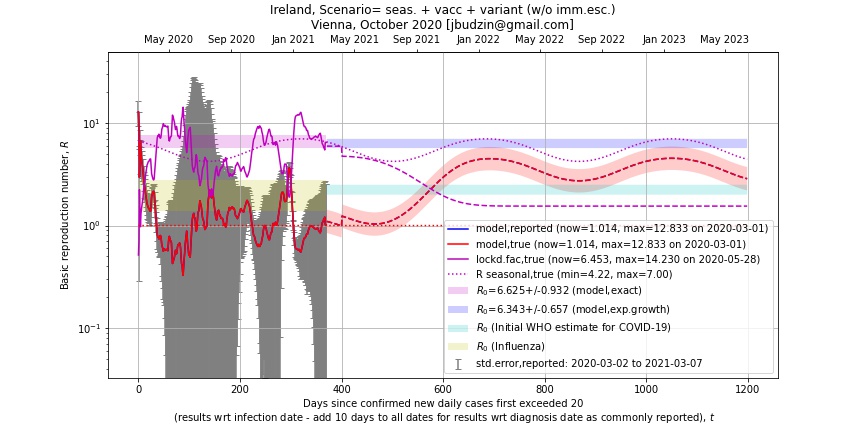 Ireland, Scenario= seas. + vacc + variant (w/o imm.esc.)
Vienna, October 2020 [jbudzin@gmail.com]
May 2020 Sep 2020 Jan 2021 May 2021 Sep 2021 Jan 2022 May 2022 Sep 2022 Jan 2023 May 2023
Basic reproduction number, R
10¹
10⁰
10⁻¹
model,reported (now=1.014, max=12.833 on 2020-03-01)
model,true (now=1.014, max=12.833 on 2020-03-01)
lockd.fac,true (now=6.453, max=14.230 on 2020-05-28)
R seasonal,true (min=4.22, max=7.00)
R₀=6.625+/-0.932 (model,exact)
R₀=6.343+/-0.657 (model,exp.growth)
R₀ (Initial WHO estimate for COVID-19)
R₀ (Influenza)
std.error,reported: 2020-03-02 to 2021-03-07
0 200 400 600 800 1000 1200
Days since confirmed new daily cases first exceeded 20
(results wrt infection date - add 10 days to all dates for results wrt diagnosis date as commonly reported), t